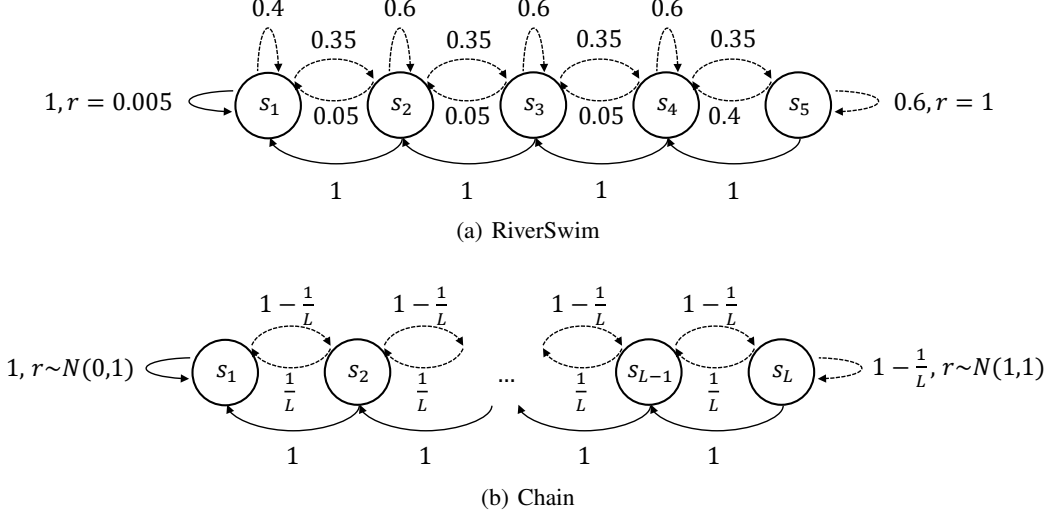 0.4 0.6 0.6 0.6
0.35 0.35 0.35 0.35
1, r = 0.005 s₁ s₂ s₃ s₄ s₅ 0.6, r = 1
0.05 0.05 0.05 0.4
1 1 1 1
(a) RiverSwim
1 − 1/L 1 − 1/L 1 − 1/L 1 − 1/L
1, r~N(0,1) s₁ s₂ ... s_{L−1} s_L 1 − 1/L, r~N(1,1)
1/L 1/L 1/L 1/L
1 1 1 1
(b) Chain